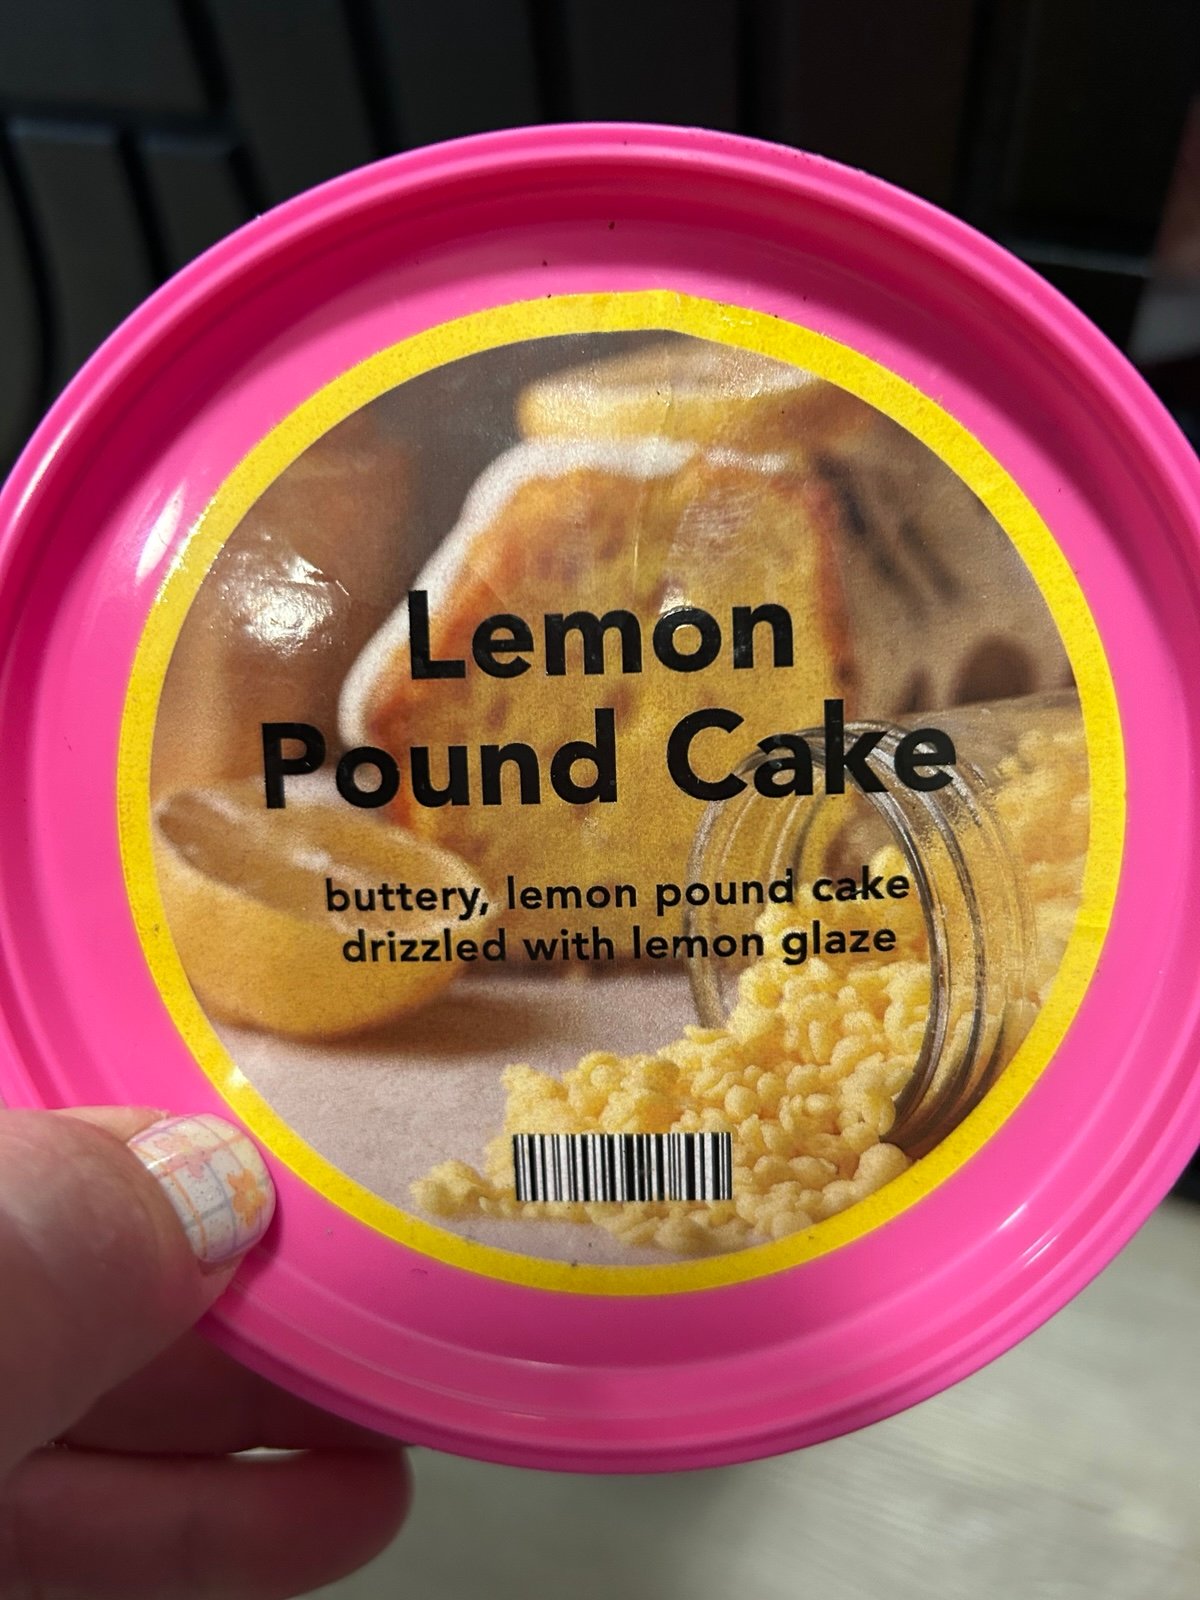 Lemon
Pound Cake
buttery, lemon pound cake
drizzled with lemon glaze